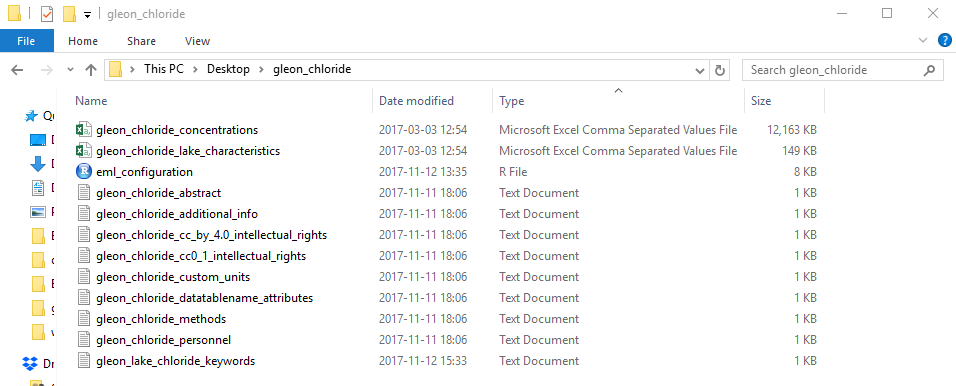 gleon_chloride
File Home Share View
This PC Desktop gleon_chloride Search gleon_chloride
Name Date modified Type Size
gleon_chloride_concentrations 2017-03-03 12:54 Microsoft Excel Comma Separated Values File 12,163 KB
gleon_chloride_lake_characteristics 2017-03-03 12:54 Microsoft Excel Comma Separated Values File 149 KB
eml_configuration 2017-11-12 13:35 R File 8 KB
gleon_chloride_abstract 2017-11-11 18:06 Text Document 1 KB
gleon_chloride_additional_info 2017-11-11 18:06 Text Document 1 KB
gleon_chloride_cc_by_4.0_intellectual_rights 2017-11-11 18:06 Text Document 1 KB
gleon_chloride_cc0_1_intellectual_rights 2017-11-11 18:06 Text Document 1 KB
gleon_chloride_custom_units 2017-11-11 18:06 Text Document 1 KB
gleon_chloride_datatablename_attributes 2017-11-11 18:06 Text Document 1 KB
gleon_chloride_methods 2017-11-11 18:06 Text Document 1 KB
gleon_chloride_personnel 2017-11-11 18:06 Text Document 1 KB
gleon_lake_chloride_keywords 2017-11-12 15:33 Text Document 1 KB